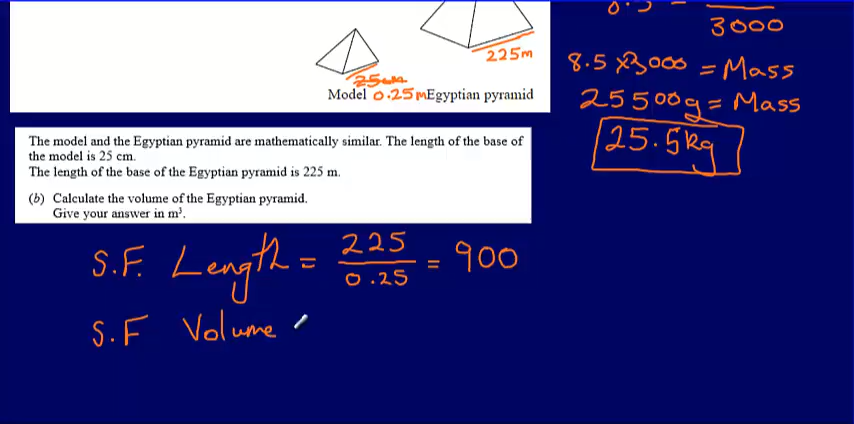 0.5 =
3000
225m
8.5 x 3000 = Mass
25cm
Model 0.25m Egyptian pyramid
25500g = Mass
25.5kg
The model and the Egyptian pyramid are mathematically similar. The length of the base of
the model is 25 cm.
The length of the base of the Egyptian pyramid is 225 m.
(b) Calculate the volume of the Egyptian pyramid.
Give your answer in m³.
S.F. Length = 225/0.25 = 900
S.F Volume